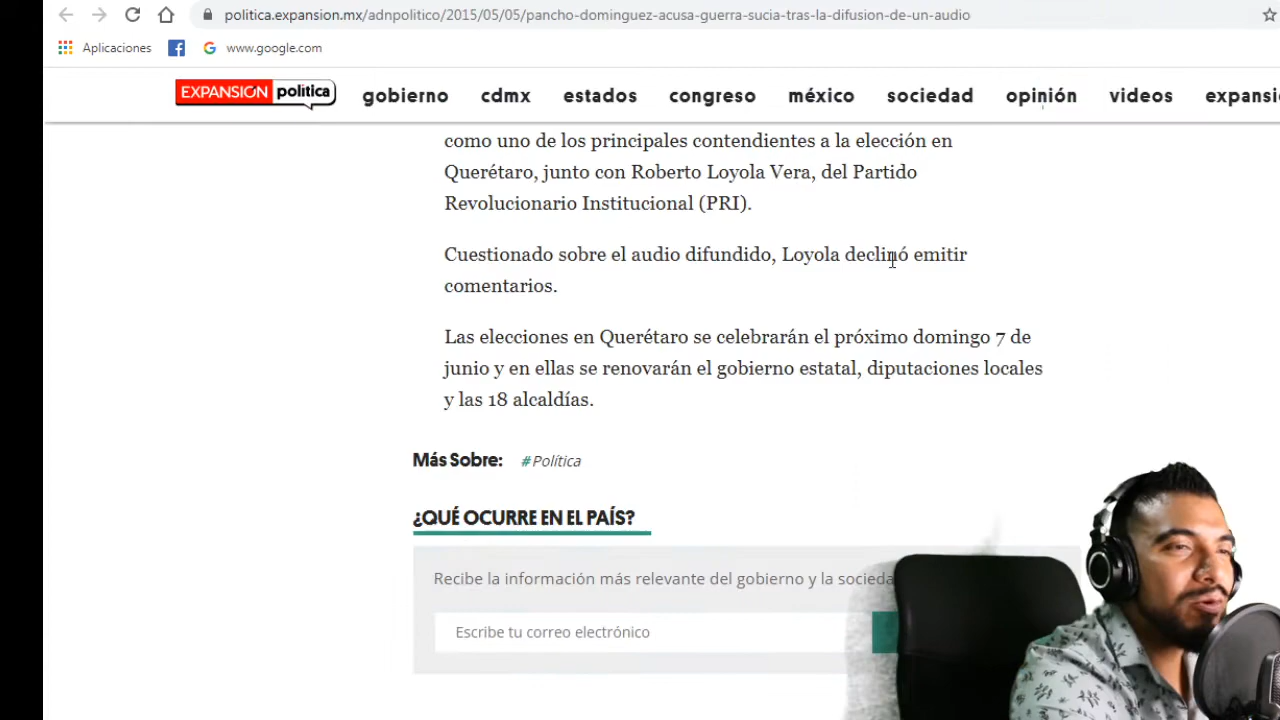 politica.expansion.mx/adnpolitico/2015/05/05/pancho-dominguez-acusa-guerra-sucia-tras-la-difusion-de-un-audio
Aplicaciones www.google.com
EXPANSIÓN política gobierno cdmx estados congreso méxico sociedad opinión videos
como uno de los principales contendientes a la elección en
Querétaro, junto con Roberto Loyola Vera, del Partido
Revolucionario Institucional (PRI).
Cuestionado sobre el audio difundido, Loyola declinó emitir
comentarios.
Las elecciones en Querétaro se celebrarán el próximo domingo 7 de
junio y en ellas se renovarán el gobierno estatal, diputaciones locales
y las 18 alcaldías.
Más Sobre: #Política
¿QUÉ OCURRE EN EL PAÍS?
Recibe la información más relevante del gobierno y la
Escribe tu correo electrónico